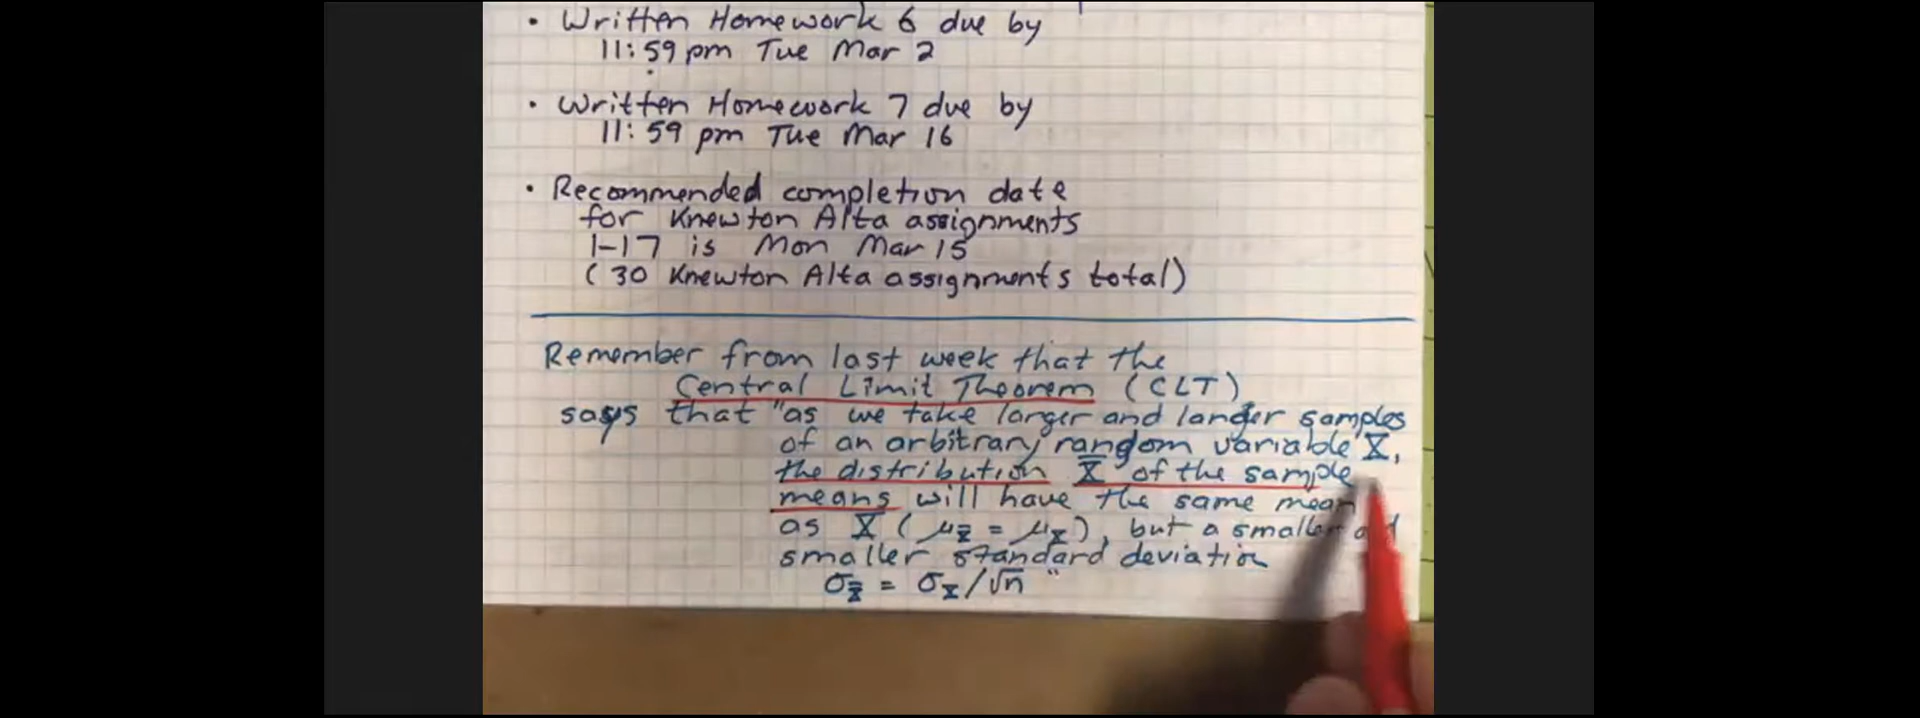 • Written Homework 6 due by
11:59 pm Tue Mar 2
• Written Homework 7 due by
11:59 pm Tue Mar 16
• Recommended completion date
for Knewton Alta assignments
1-17 is Mon Mar 15
(30 Knewton Alta assignments total)
Remember from last week that the
Central Limit Theorem (CLT)
says that "as we take larger and larger samples
of an arbitrary random variable X,
the distribution X̄ of the sample
means will have the same mean
as X (μX̄ = μX), but a smaller and
smaller standard deviation
σX̄ = σX/√n "